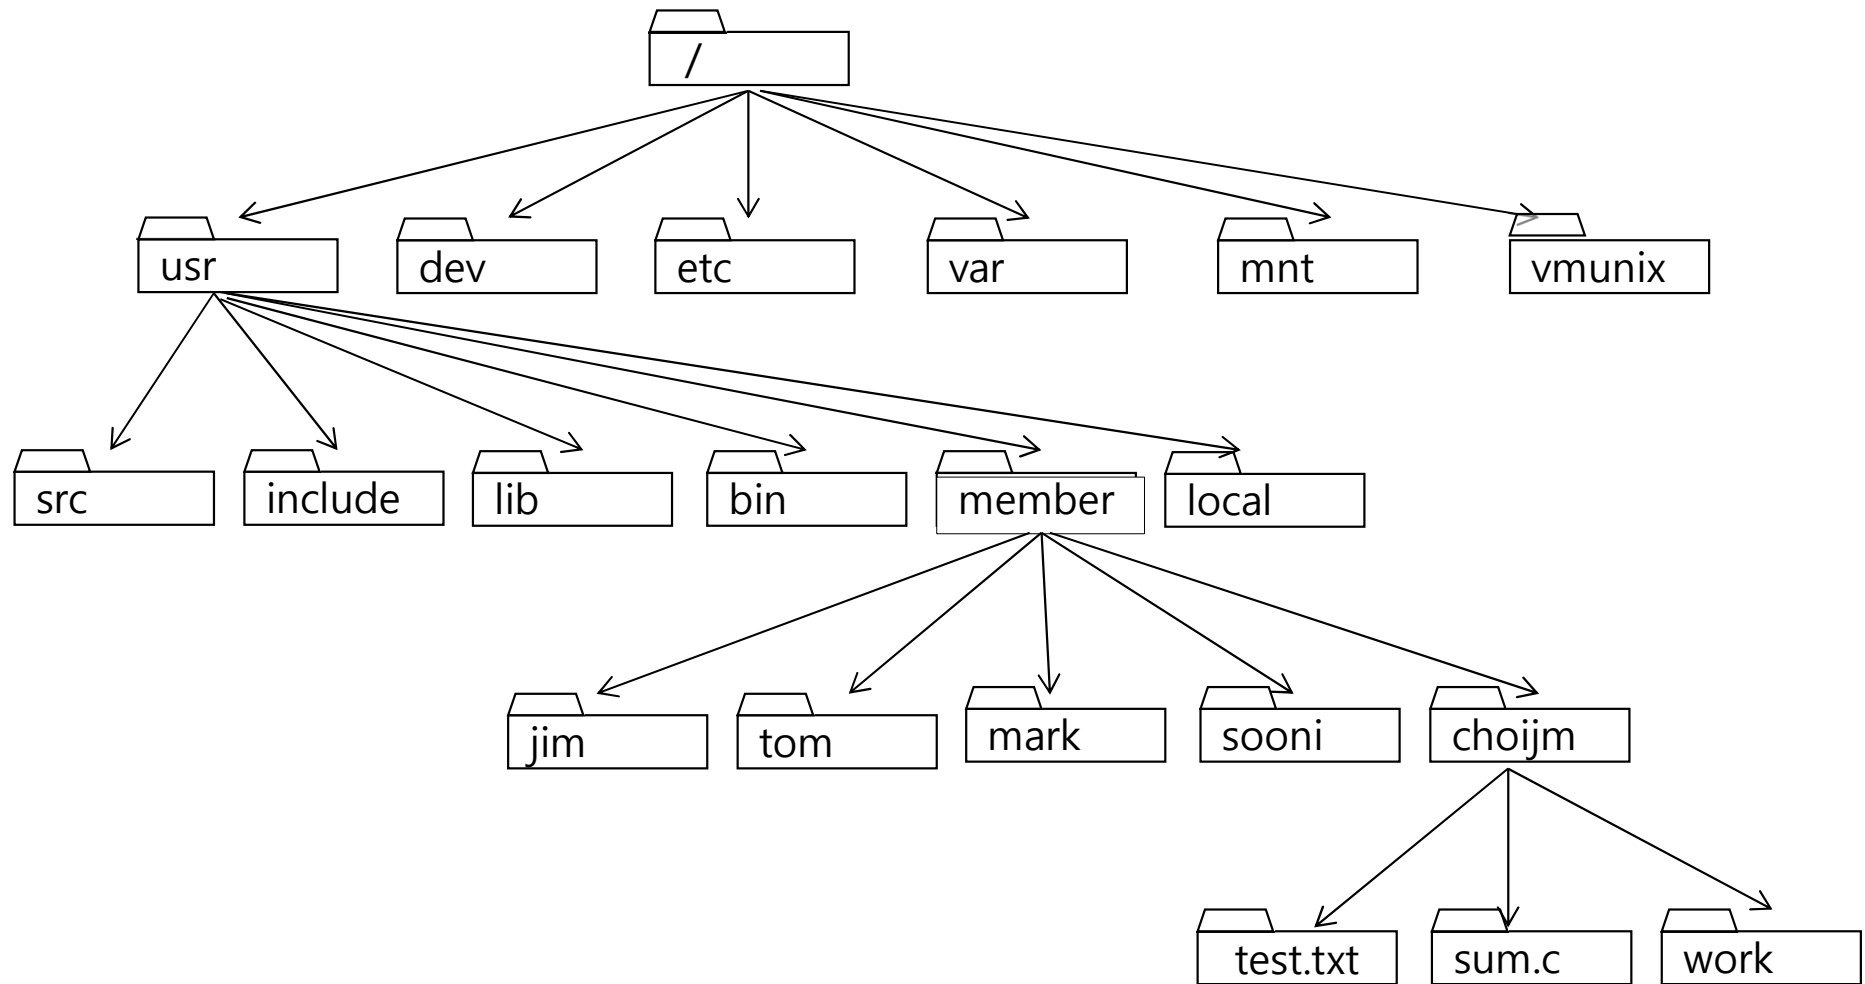 /
usr
dev
etc
var
mnt
vmunix
src
include
lib
bin
member
local
jim
tom
mark
sooni
choijm
test.txt
sum.c
work